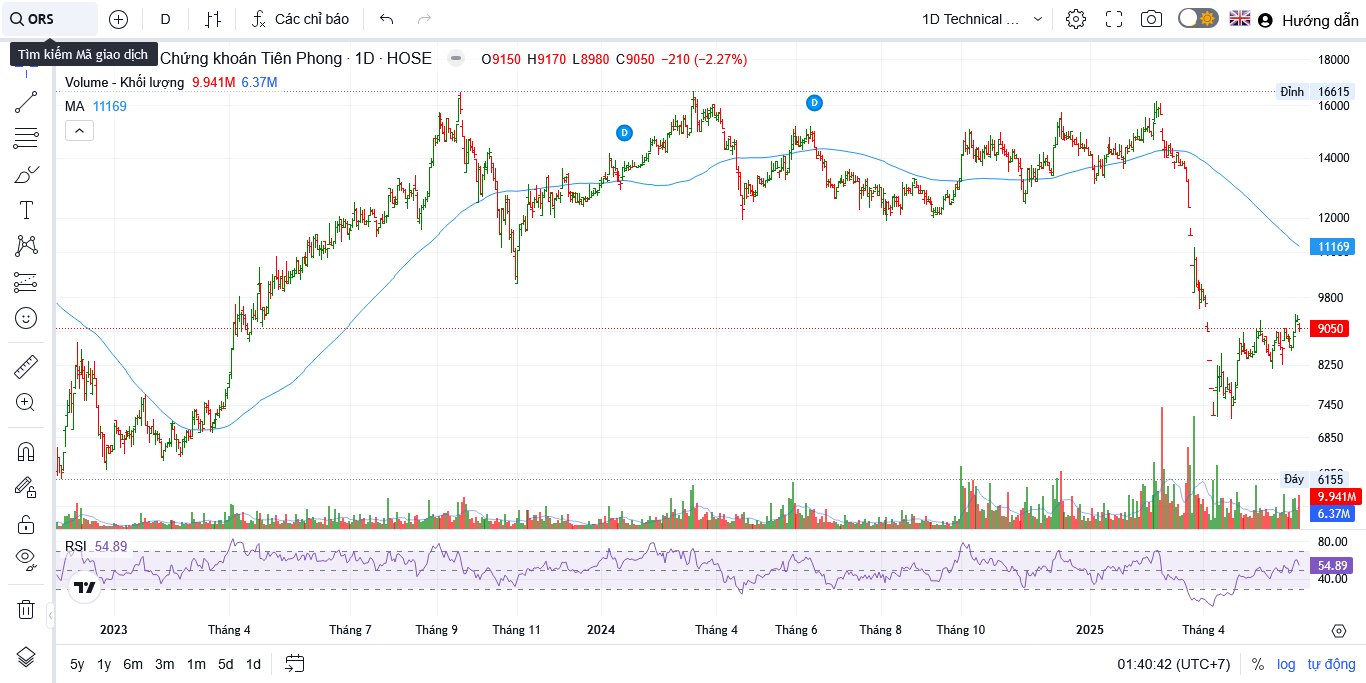 ORS
D
Các chỉ báo
1D Technical ...
Hướng dẫn
Tìm kiếm Mã giao dịch
Chứng khoán Tiên Phong · 1D · HOSE
O9150 H9170 L8980 C9050 −210 (−2.27%)
Volume - Khối lượng 9.941M 6.37M
MA 11169
D
D
18000
Đỉnh 16615
16000
14000
12000
11169
9800
9050
8250
7450
6850
Đáy 6155
9.941M
6.37M
RSI 54.89
80.00
54.89
40.00
2023 Tháng 4 Tháng 7 Tháng 9 Tháng 11 2024 Tháng 4 Tháng 6 Tháng 8 Tháng 10 2025 Tháng 4
5y 1y 6m 3m 1m 5d 1d
01:40:42 (UTC+7) % log tự động